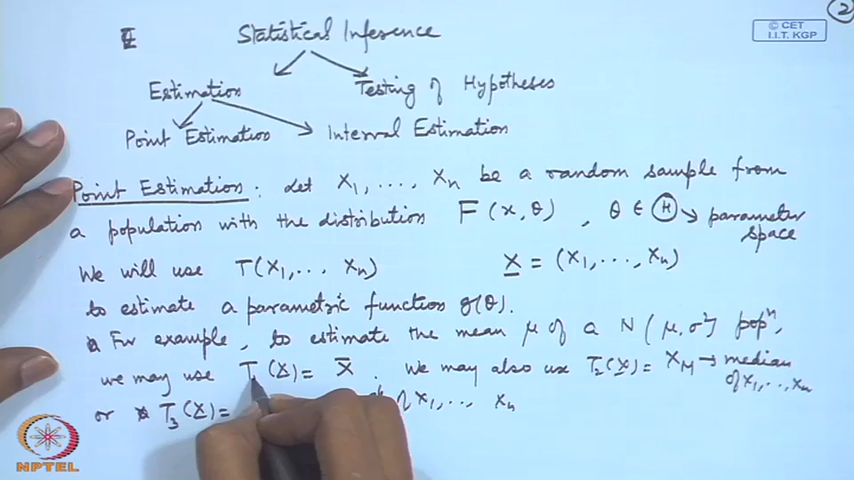 2
© CET
I.I.T. KGP
Statistical Inference
Estimation Testing of Hypotheses
Point Estimation Interval Estimation
Point Estimation : Let X₁, ..., Xₙ be a random sample from
a population with the distribution F(x, θ) , θ ∈ Ⓗ → parameter
space
We will use T(X₁, ... Xₙ) X̲ = (X₁, ..., Xₙ)
to estimate a parametric function g(θ).
For example, to estimate the mean μ of a N(μ, σ²) popⁿ,
we may use T (X̲) = X̄ . We may also use T₂(X̲) = X_M → median
of X₁, ..., Xₙ
or T₃(X̲) = of X₁, ... Xₙ
NPTEL